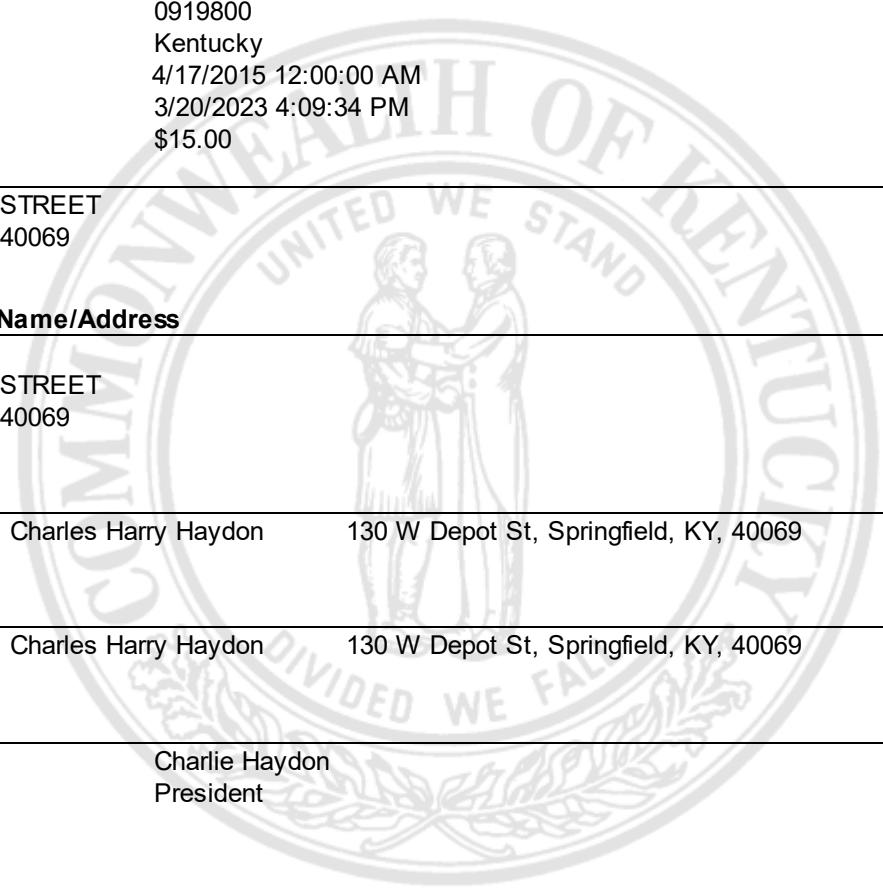 0919800
Kentucky
4/17/2015 12:00:00 AM
3/20/2023 4:09:34 PM
$15.00
STREET
40069
Name/Address
STREET
40069
Charles Harry Haydon 130 W Depot St, Springfield, KY, 40069
Charles Harry Haydon 130 W Depot St, Springfield, KY, 40069
Charlie Haydon
President
COMMONWEALTH OF KENTUCKY
UNITED WE STAND
DIVIDED WE FALL